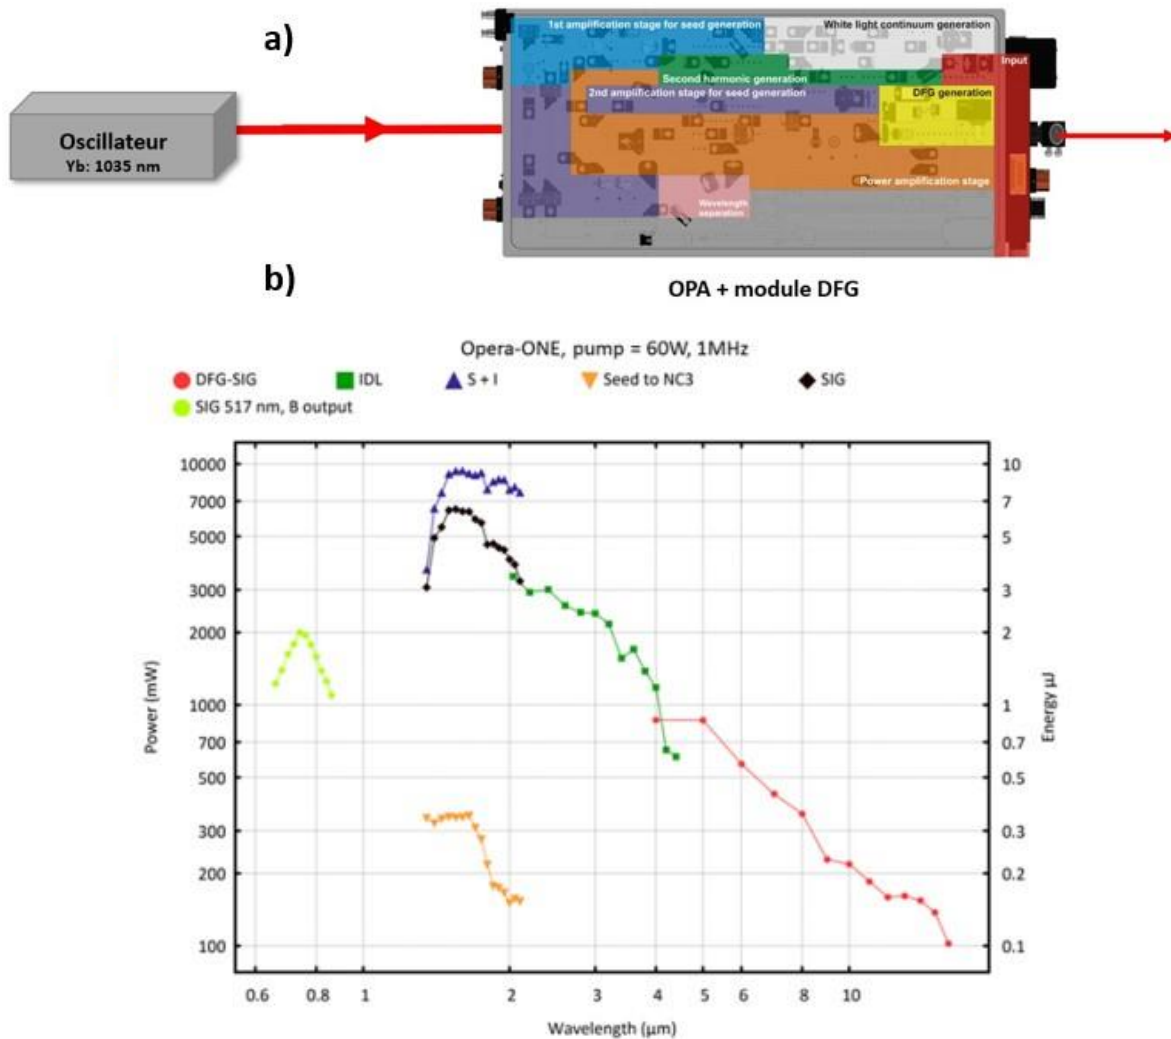 a)
1st amplification stage for seed generation
White light continuum generation
Input
Second harmonic generation
2nd amplification stage for seed generation
DFG generation
Oscillateur
Yb: 1035 nm
Power amplification stage
Wavelength
separation
b)
OPA + module DFG
Opera-ONE, pump = 60W, 1MHz
DFG-SIG
IDL
S + I
Seed to NC3
SIG
SIG 517 nm, B output
10000
7000
5000
3000
2000
1000
700
500
300
200
100
Power (mW)
10
7
5
3
2
1
0.7
0.5
0.3
0.2
0.1
Energy µJ
0.6 0.8 1 2 3 4 5 6 8 10
Wavelength (µm)